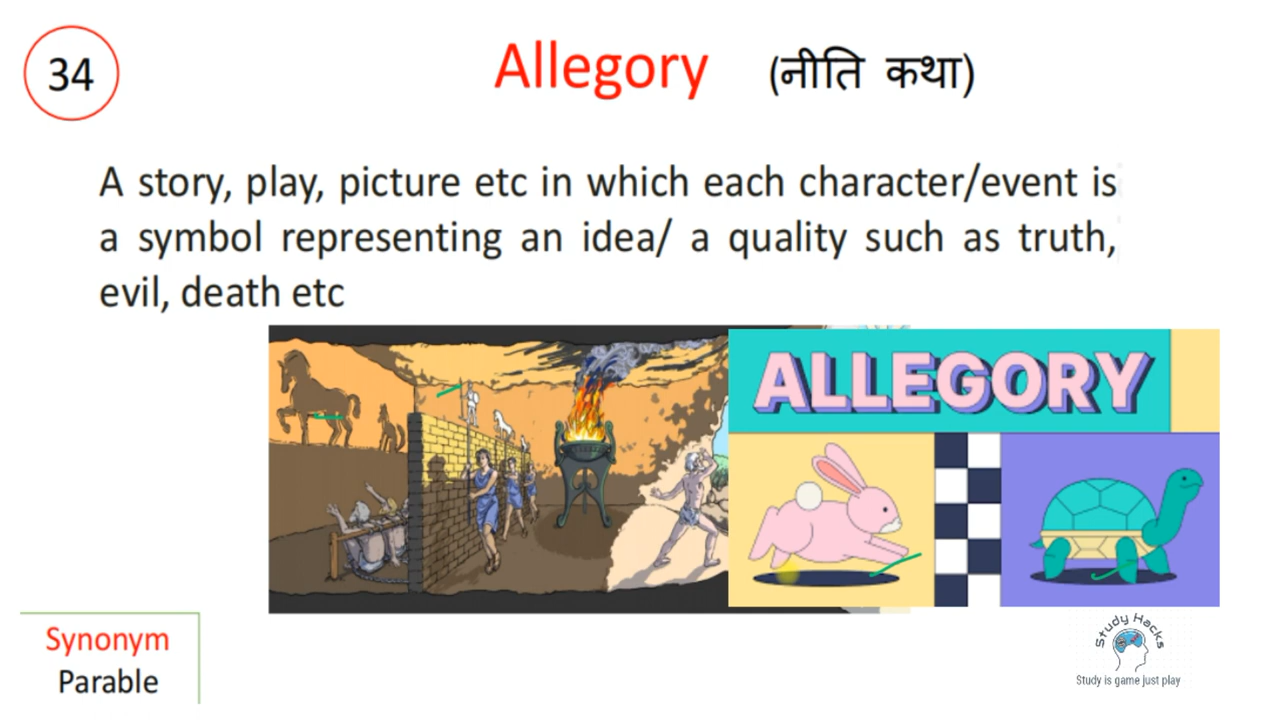 34
Allegory (नीति कथा)
A story, play, picture etc in which each character/event is
a symbol representing an idea/ a quality such as truth,
evil, death etc
ALLEGORY
Synonym
Parable
Study Hacks
Study is game just play